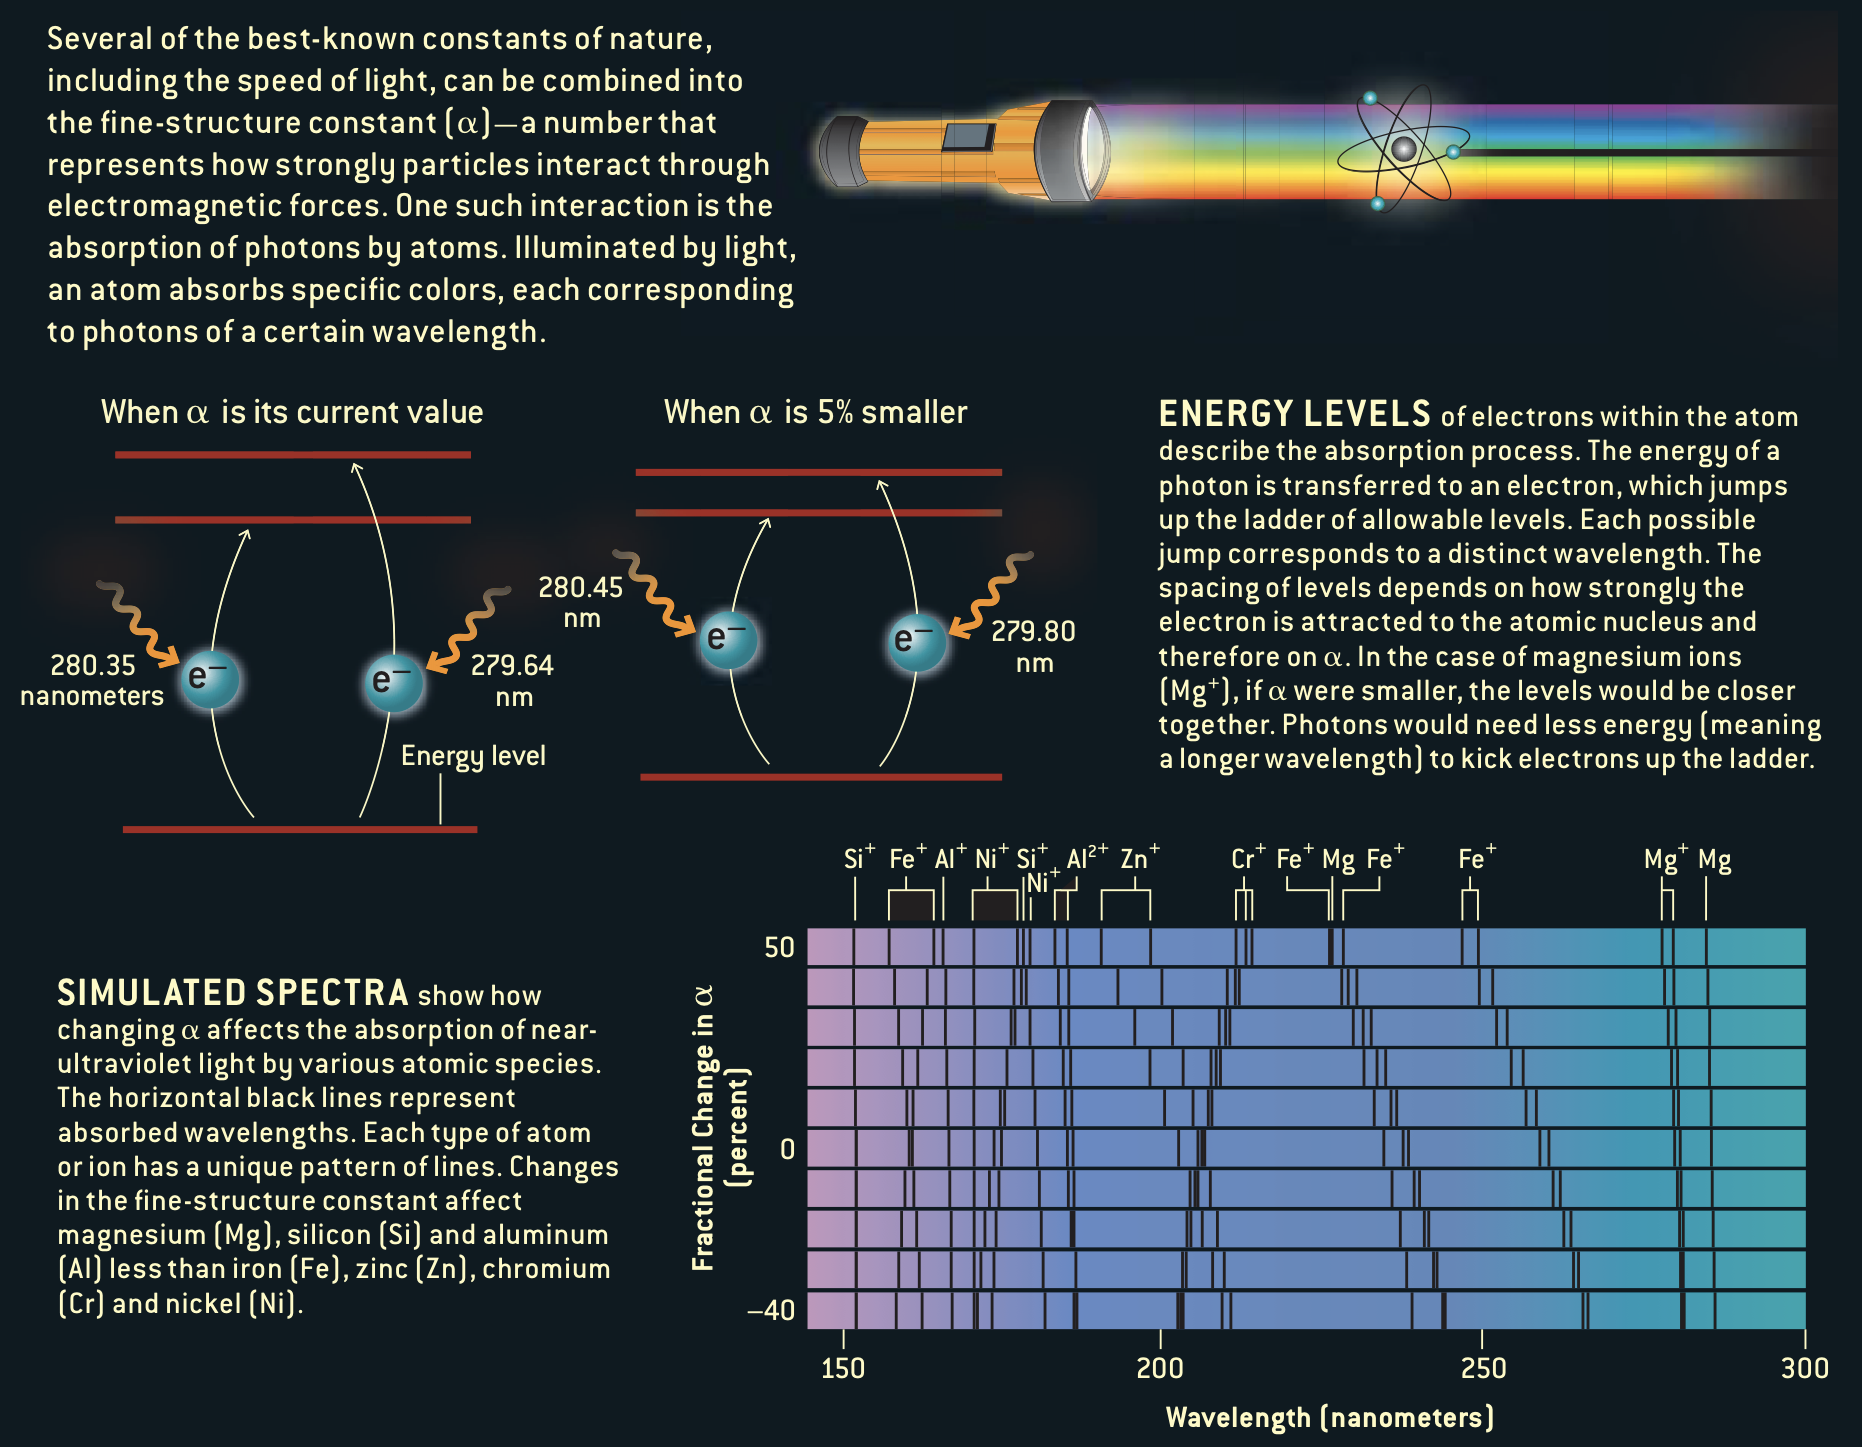 Several of the best-known constants of nature,
including the speed of light, can be combined into
the fine-structure constant (α)—a number that
represents how strongly particles interact through
electromagnetic forces. One such interaction is the
absorption of photons by atoms. Illuminated by light,
an atom absorbs specific colors, each corresponding
to photons of a certain wavelength.
When α is its current value
280.35
nanometers
e⁻
e⁻
279.64
nm
Energy level
When α is 5% smaller
280.45
nm
e⁻
e⁻
279.80
nm
ENERGY LEVELS of electrons within the atom
describe the absorption process. The energy of a
photon is transferred to an electron, which jumps
up the ladder of allowable levels. Each possible
jump corresponds to a distinct wavelength. The
spacing of levels depends on how strongly the
electron is attracted to the atomic nucleus and
therefore on α. In the case of magnesium ions
(Mg⁺), if α were smaller, the levels would be closer
together. Photons would need less energy (meaning
a longer wavelength) to kick electrons up the ladder.
SIMULATED SPECTRA show how
changing α affects the absorption of near-
ultraviolet light by various atomic species.
The horizontal black lines represent
absorbed wavelengths. Each type of atom
or ion has a unique pattern of lines. Changes
in the fine-structure constant affect
magnesium (Mg), silicon (Si) and aluminum
(Al) less than iron (Fe), zinc (Zn), chromium
(Cr) and nickel (Ni).
Si⁺ Fe⁺ Al⁺ Ni⁺ Si⁺ Al²⁺ Zn⁺ Cr⁺ Fe⁺ Mg Fe⁺ Fe⁺ Mg⁺ Mg
Ni⁺
Fractional Change in α
(percent)
50
0
–40
150 200 250 300
Wavelength (nanometers)